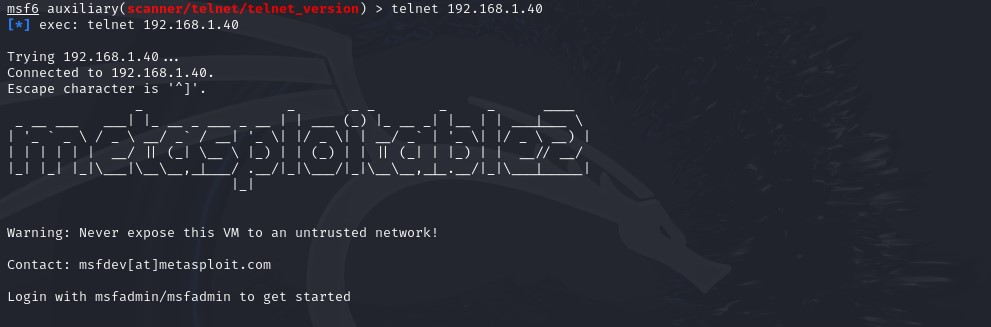 msf6 auxiliary(scanner/telnet/telnet_version) > telnet 192.168.1.40
[*] exec: telnet 192.168.1.40
Trying 192.168.1.40...
Connected to 192.168.1.40.
Escape character is '^]'.
metasploitable2
Warning: Never expose this VM to an untrusted network!
Contact: msfdev[at]metasploit.com
Login with msfadmin/msfadmin to get started